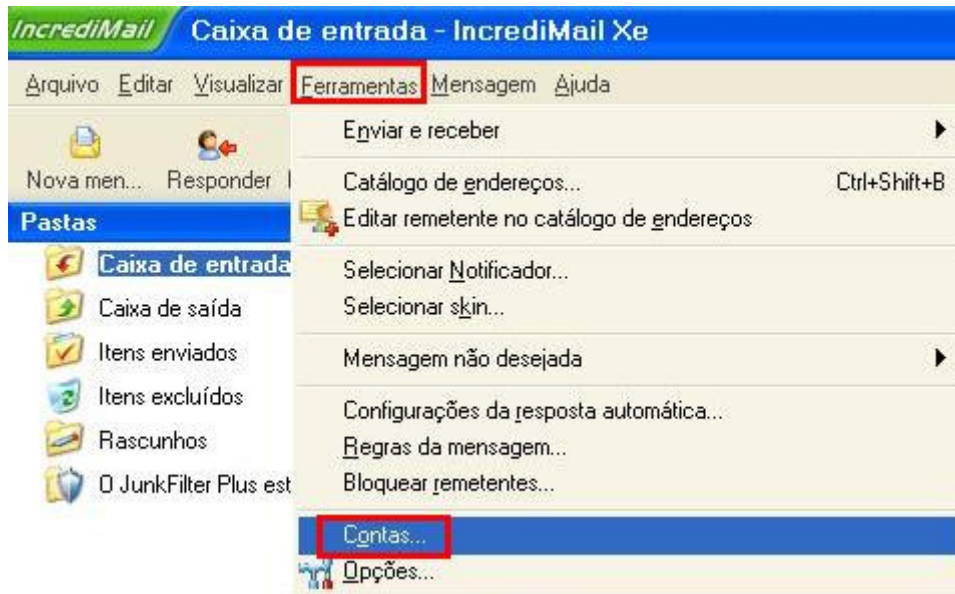 IncrediMail Caixa de entrada - IncrediMail Xe
Arquivo Editar Visualizar Ferramentas Mensagem Ajuda
Nova men... Responder
Pastas
Caixa de entrada
Caixa de saída
Itens enviados
Itens excluídos
Rascunhos
O JunkFilter Plus est
Enviar e receber
Catálogo de endereços... Ctrl+Shift+B
Editar remetente no catálogo de endereços
Selecionar Notificador...
Selecionar skin...
Mensagem não desejada
Configurações da resposta automática...
Regras da mensagem...
Bloquear remetentes...
Contas...
Opções...